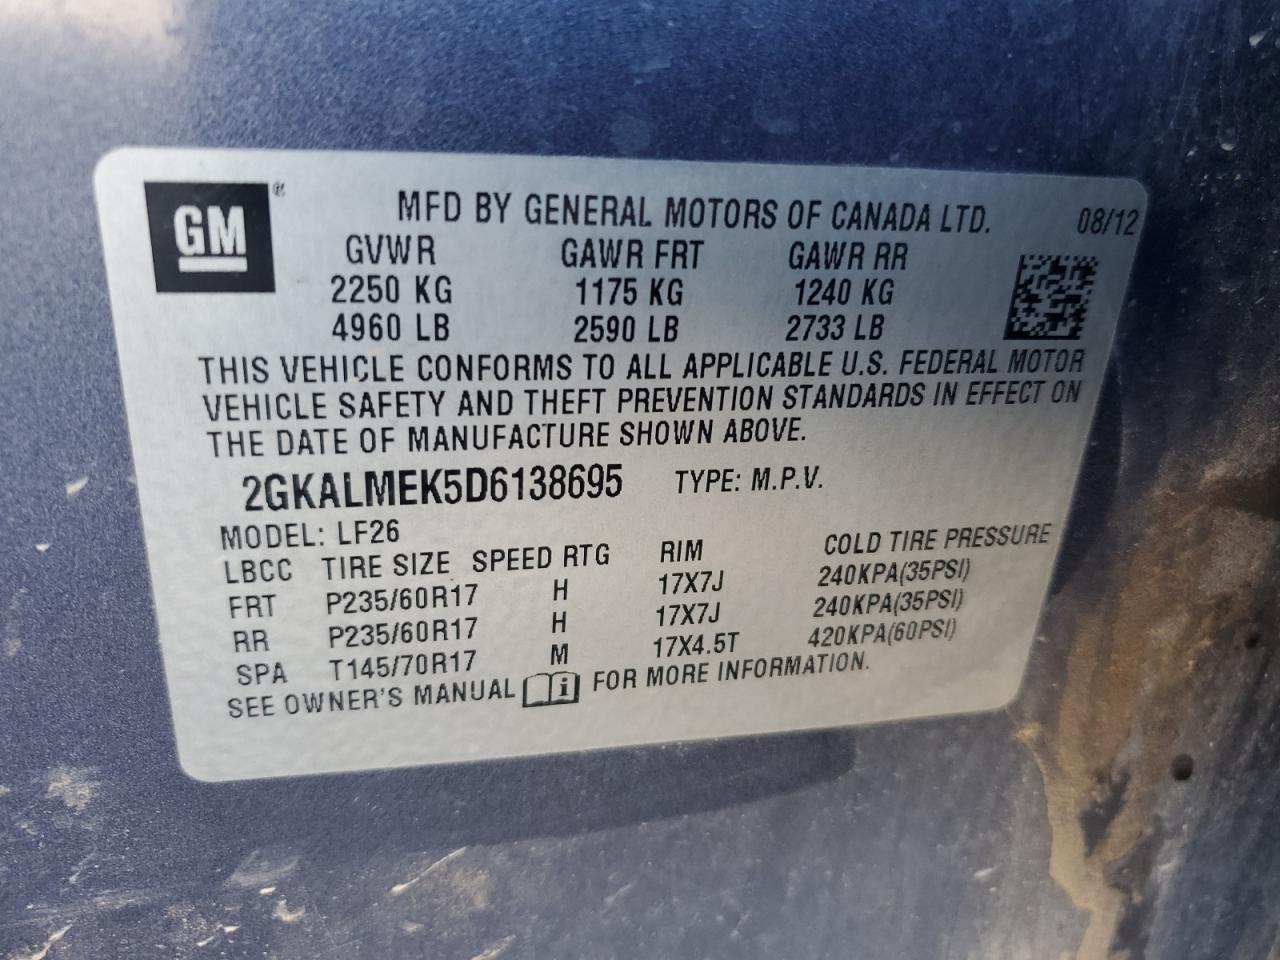 GM ®
MFD BY GENERAL MOTORS OF CANADA LTD. 08/12
GVWR GAWR FRT GAWR RR
2250 KG 1175 KG 1240 KG
4960 LB 2590 LB 2733 LB
THIS VEHICLE CONFORMS TO ALL APPLICABLE U.S. FEDERAL MOTOR
VEHICLE SAFETY AND THEFT PREVENTION STANDARDS IN EFFECT ON
THE DATE OF MANUFACTURE SHOWN ABOVE.
2GKALMEK5D6138695 TYPE: M.P.V.
MODEL: LF26
LBCC TIRE SIZE SPEED RTG RIM COLD TIRE PRESSURE
FRT P235/60R17 H 17X7J 240KPA(35PSI)
RR P235/60R17 H 17X7J 240KPA(35PSI)
SPA T145/70R17 M 17X4.5T 420KPA(60PSI)
SEE OWNER'S MANUAL i FOR MORE INFORMATION.